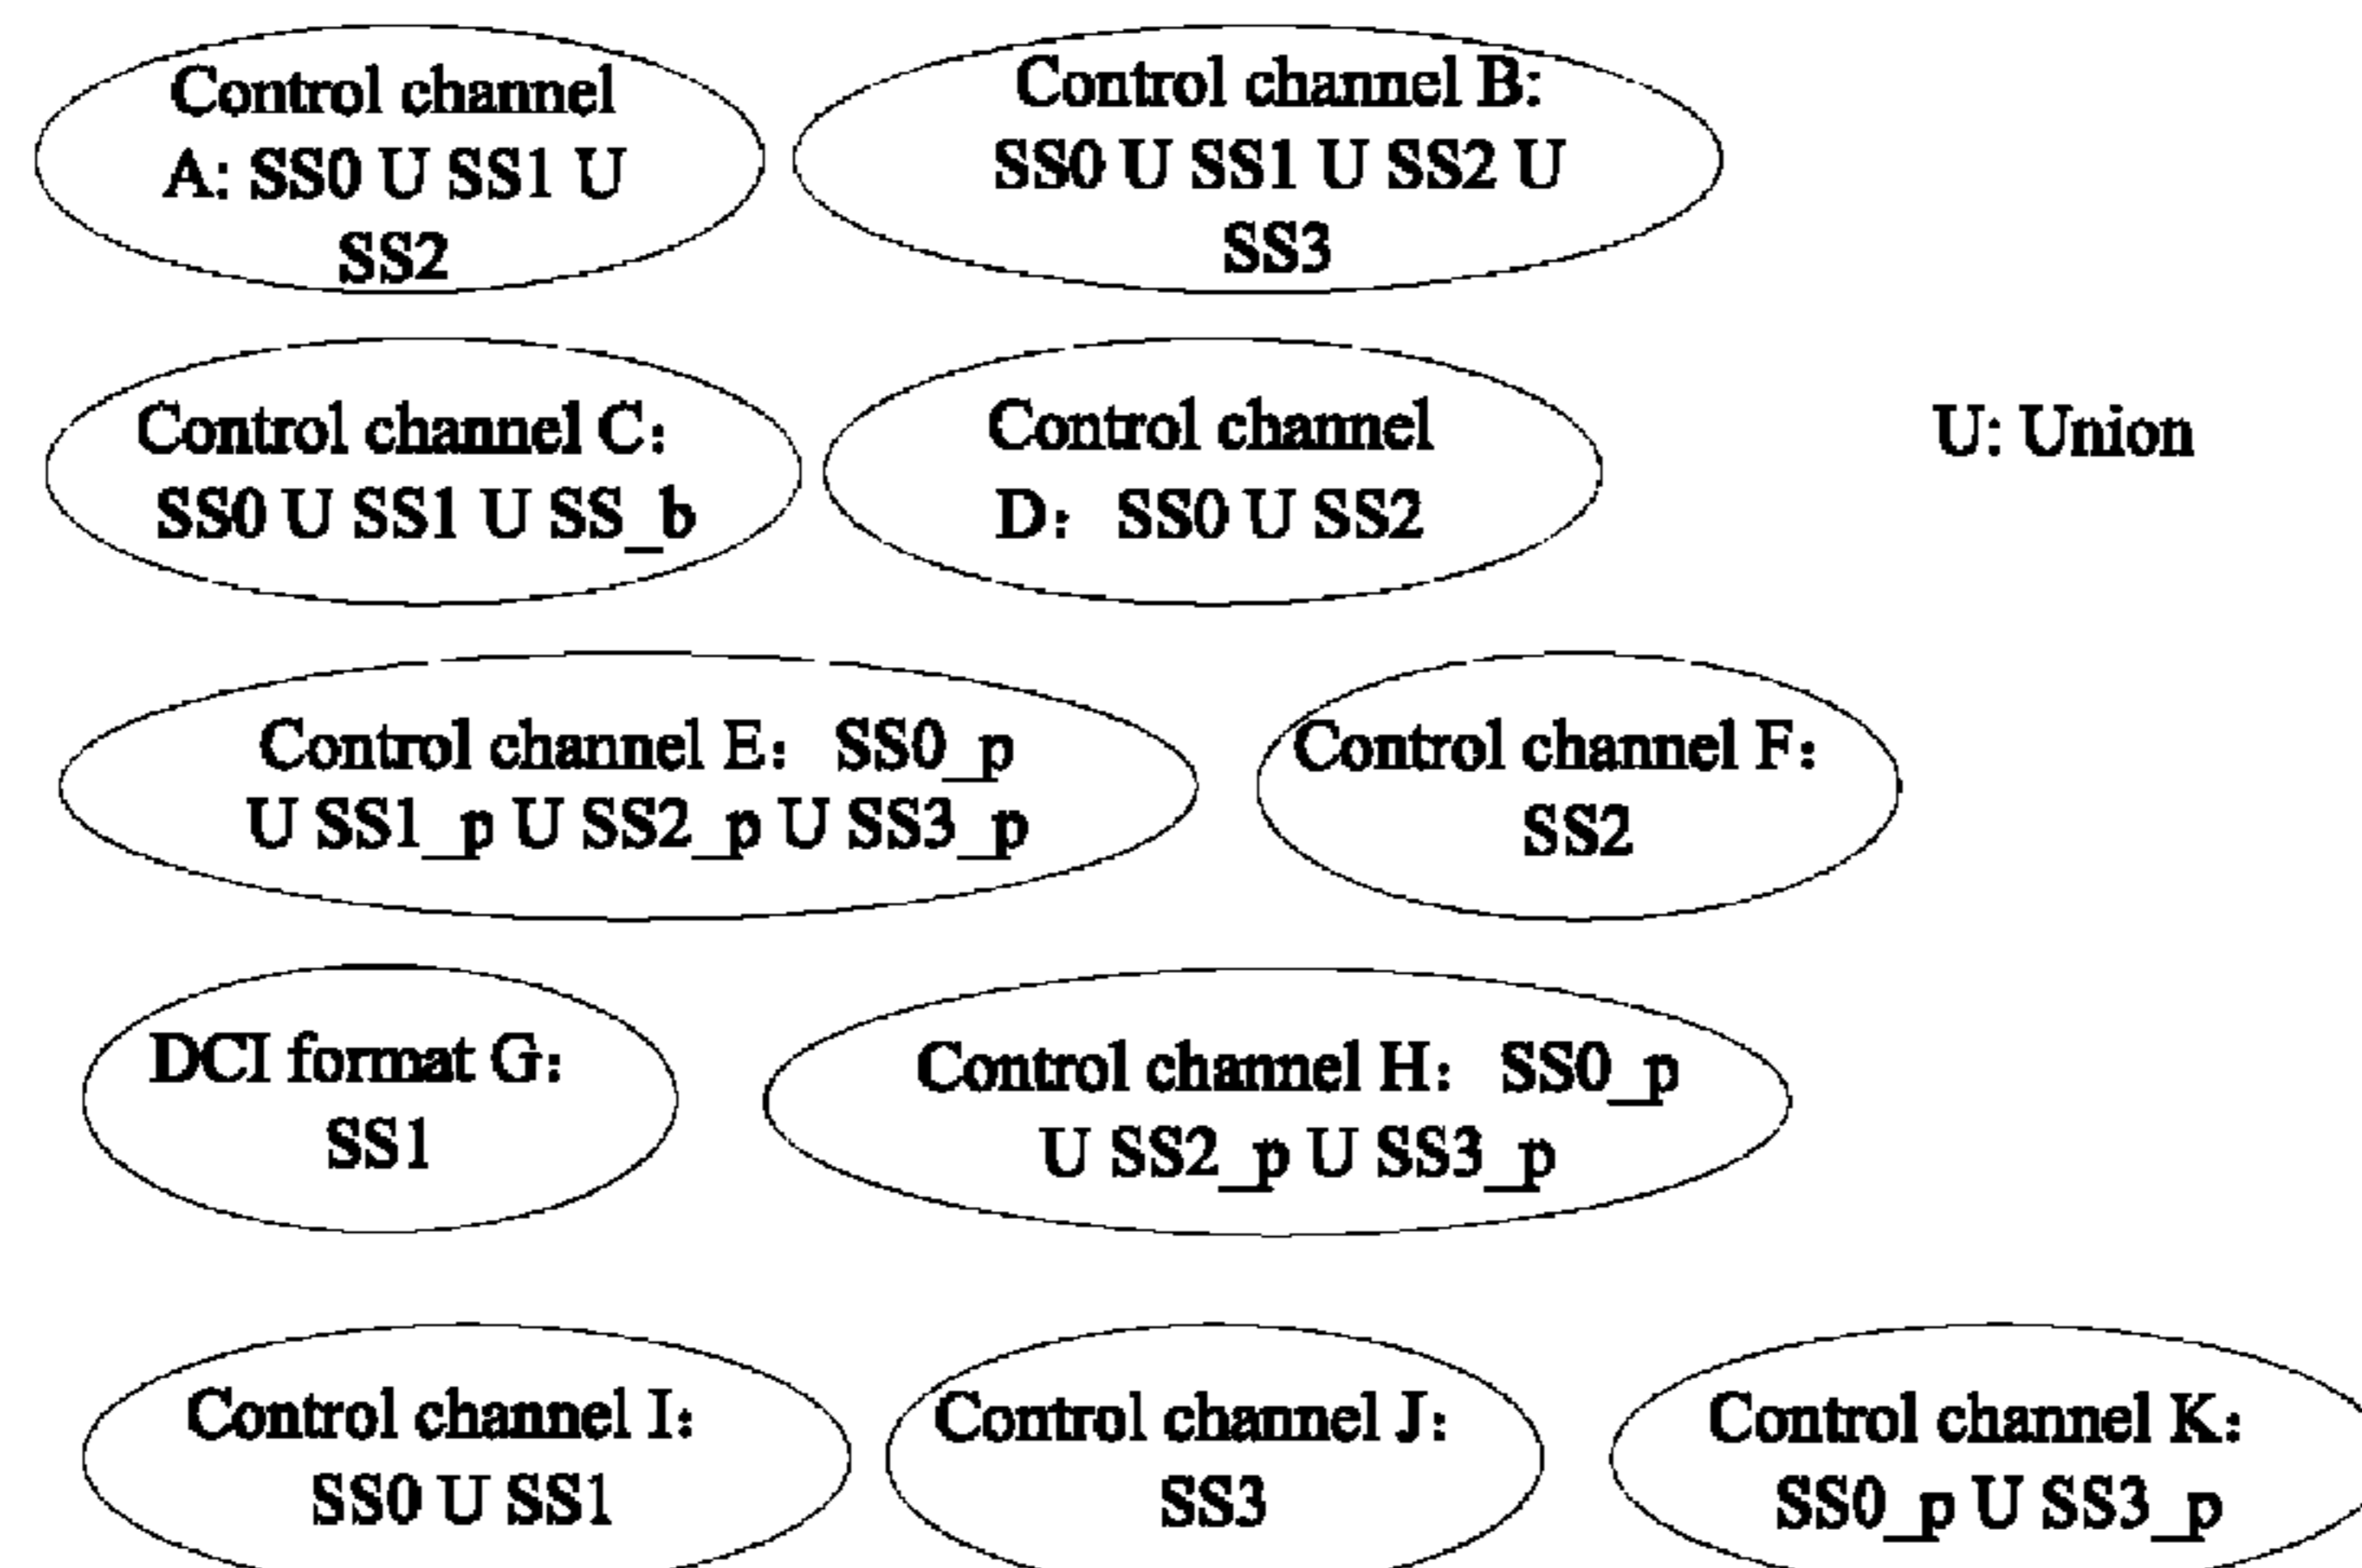 Control channel
A: SS0 U SS1 U
SS2
Control channel B:
SS0 U SS1 U SS2 U
SS3
Control channel C:
SS0 U SS1 U SS_b
Control channel
D: SS0 U SS2
U: Union
Control channel E: SS0_p
U SS1_p U SS2_p U SS3_p
Control channel F:
SS2
DCI format G:
SS1
Control channel H: SS0_p
U SS2_p U SS3_p
Control channel I:
SS0 U SS1
Control channel J:
SS3
Control channel K:
SS0_p U SS3_p